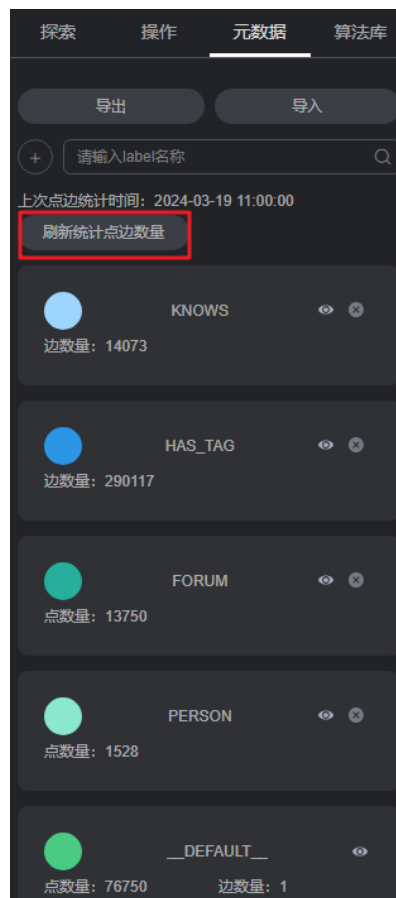 探索 操作 元数据 算法库
导出 导入
+ 请输入label名称
上次点边统计时间：2024-03-19 11:00:00
刷新统计点边数量
KNOWS
边数量：14073
HAS_TAG
边数量：290117
FORUM
点数量：13750
PERSON
点数量：1528
__DEFAULT__
点数量：76750 边数量：1